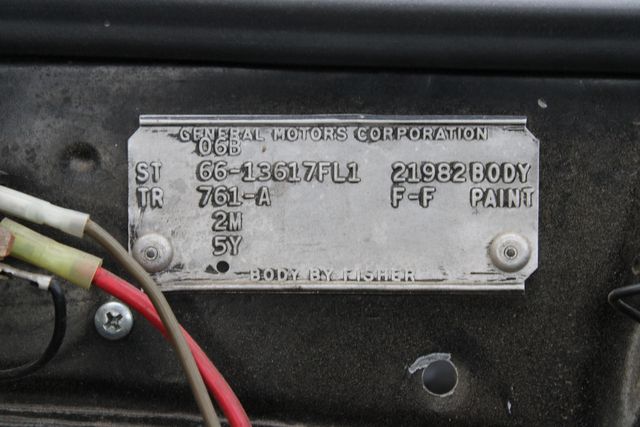 GENERAL MOTORS CORPORATION
06B
ST 66-13617FL1 21982 BODY
TR 761-A F-F PAINT
2M
5Y
BODY BY FISHER